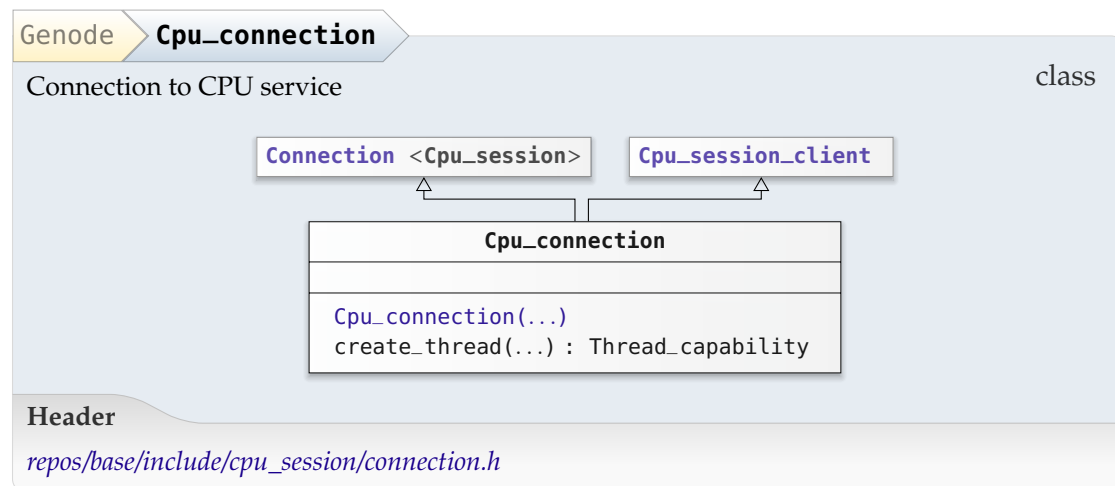 Genode Cpu_connection
class
Connection to CPU service
Connection <Cpu_session> Cpu_session_client
Cpu_connection
Cpu_connection(...)
create_thread(...) : Thread_capability
Header
repos/base/include/cpu_session/connection.h